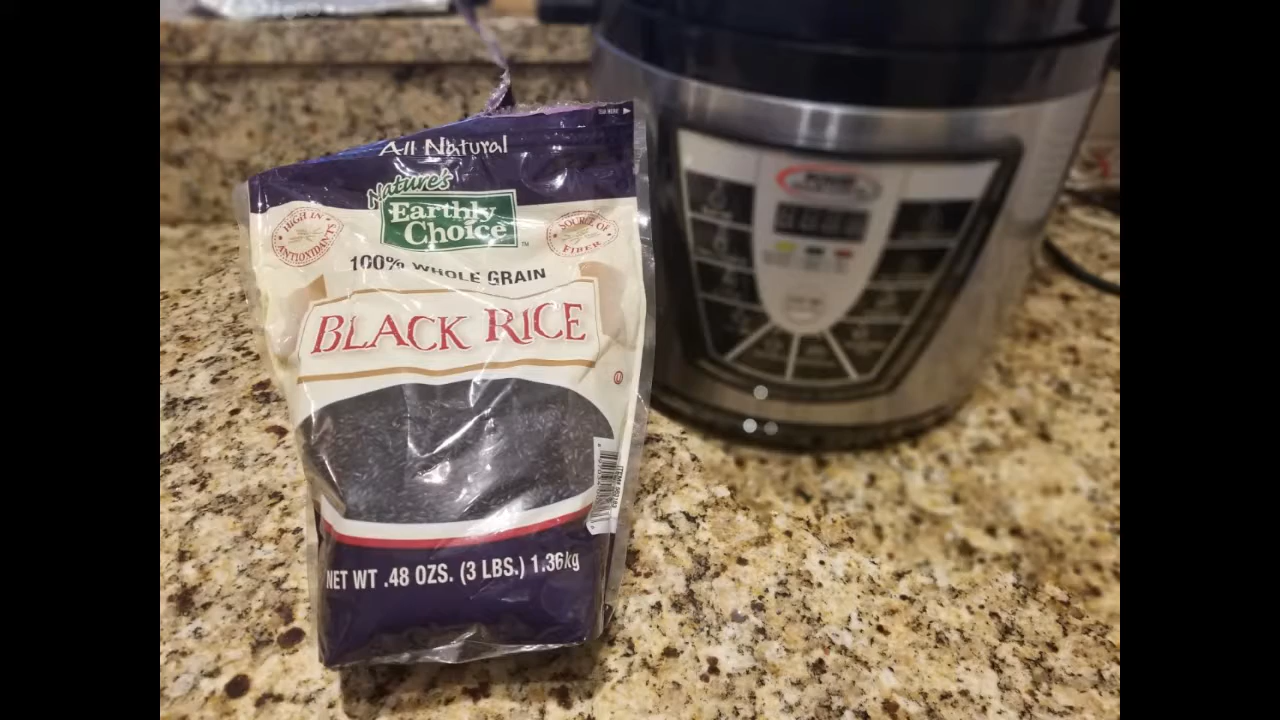 All Natural
Nature's
Earthly
Choice™
HIGH IN
ANTIOXIDANTS
SOURCE OF
FIBER
100% WHOLE GRAIN
BLACK RICE
NET WT .48 OZS. (3 LBS.) 1.36kg